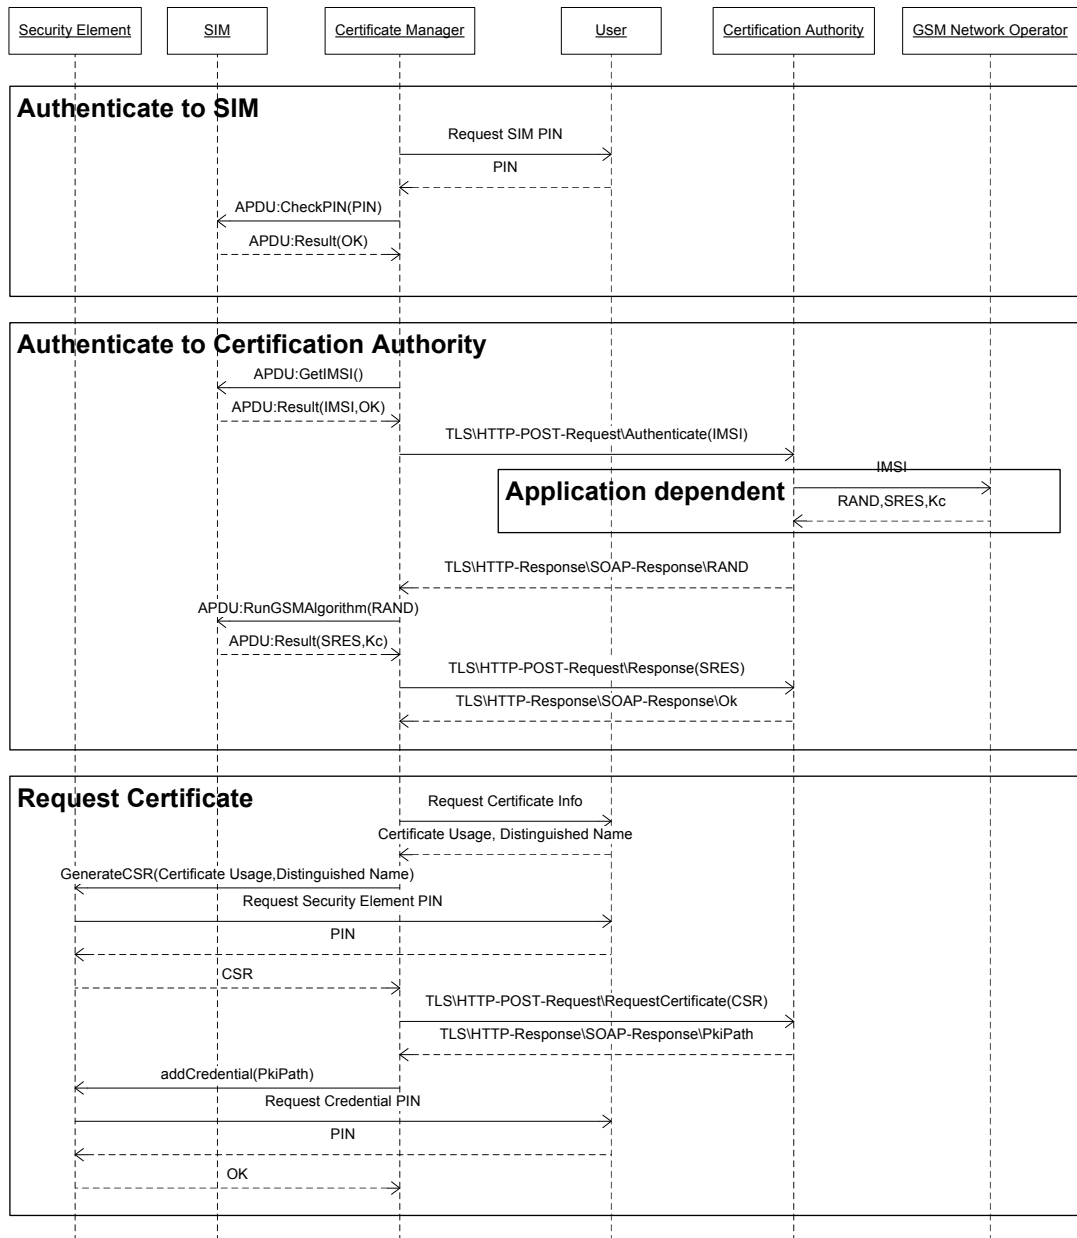 Security Element
SIM
Certificate Manager
User
Certification Authority
GSM Network Operator
Authenticate to SIM
Request SIM PIN
PIN
APDU:CheckPIN(PIN)
APDU:Result(OK)
Authenticate to Certification Authority
APDU:GetIMSI()
APDU:Result(IMSI,OK)
TLS\HTTP-POST-Request\Authenticate(IMSI)
IMSI
Application dependent
RAND,SRES,Kc
TLS\HTTP-Response\SOAP-Response\RAND
APDU:RunGSMAlgorithm(RAND)
APDU:Result(SRES,Kc)
TLS\HTTP-POST-Request\Response(SRES)
TLS\HTTP-Response\SOAP-Response\Ok
Request Certificate
Request Certificate Info
Certificate Usage, Distinguished Name
GenerateCSR(Certificate Usage,Distinguished Name)
Request Security Element PIN
PIN
CSR
TLS\HTTP-POST-Request\RequestCertificate(CSR)
TLS\HTTP-Response\SOAP-Response\PkiPath
addCredential(PkiPath)
Request Credential PIN
PIN
OK